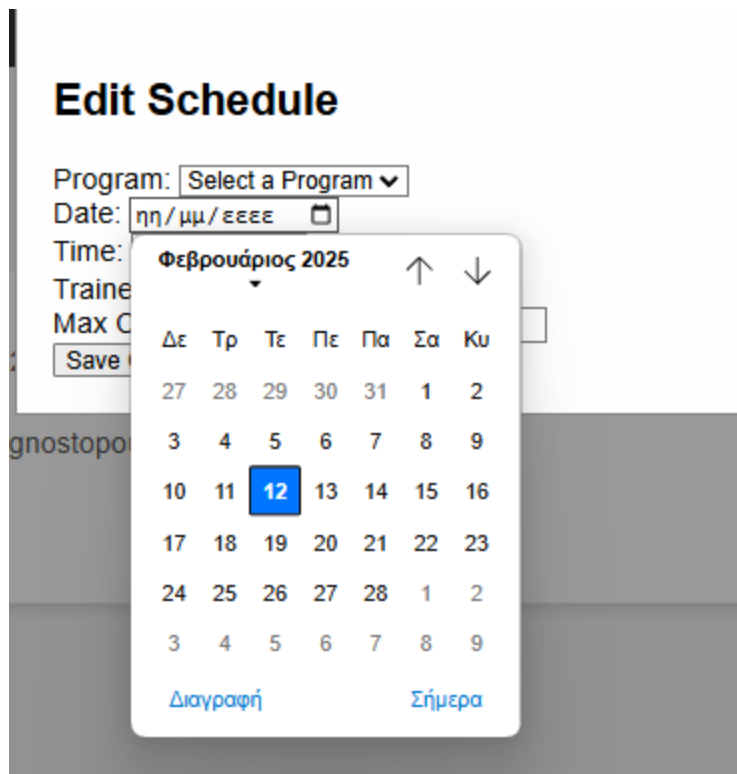 Edit Schedule
Program: Select a Program
Date: ηη/μμ/εεεε
Time:
Φεβρουάριος 2025
Max
Δε Τρ Τε Πε Πα Σα Κυ
Save
27 28 29 30 31 1 2
3 4 5 6 7 8 9
10 11 12 13 14 15 16
17 18 19 20 21 22 23
24 25 26 27 28 1 2
3 4 5 6 7 8 9
Διαγραφή Σήμερα